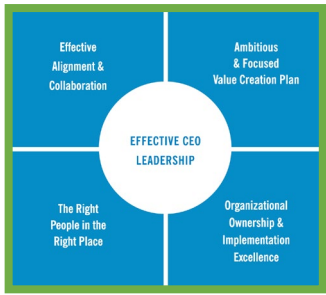 Effective
Alignment &
Collaboration
Ambitious
& Focused
Value Creation Plan
EFFECTIVE CEO
LEADERSHIP
The Right
People in the
Right Place
Organizational
Ownership &
Implementation
Excellence